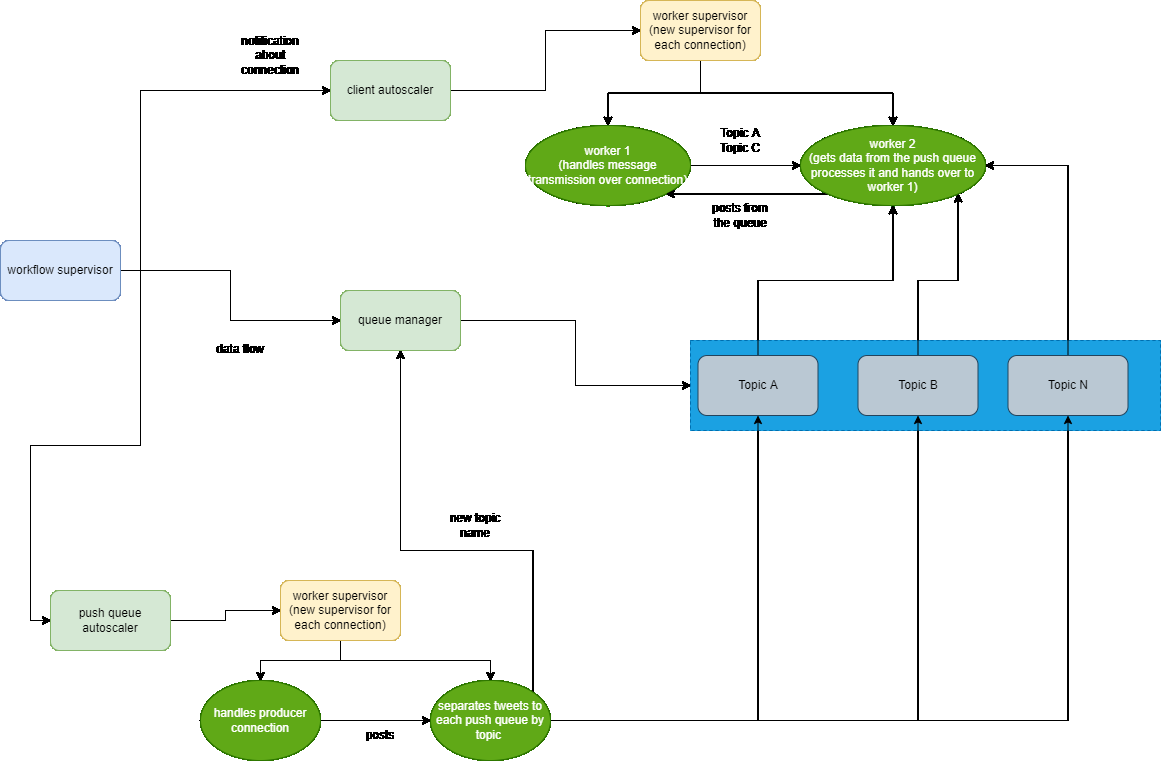 worker supervisor
(new supervisor for
each connection)
notification
about
connection
client autoscaler
worker 1
(handles message
transmission over connection)
Topic A
Topic C
worker 2
(gets data from the push queue
processes it and hands over to
worker 1)
posts from
the queue
workflow supervisor
queue manager
data flow
Topic A
Topic B
Topic N
new topic
name
push queue
autoscaler
worker supervisor
(new supervisor for
each connection)
handles producer
connection
posts
separates tweets to
each push queue by
topic